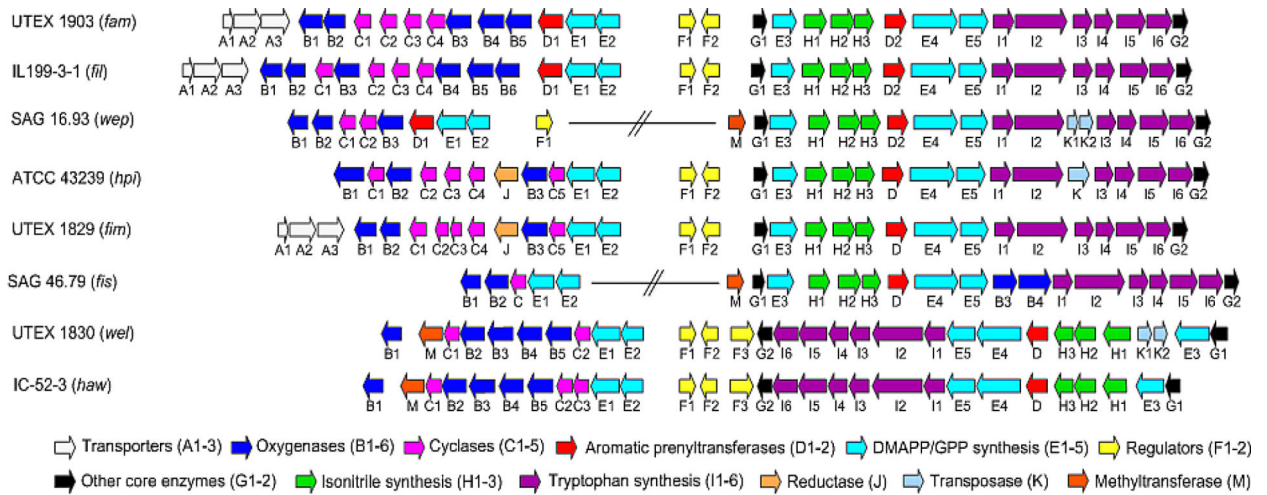 UTEX 1903 (fam)
A1 A2 A3 B1 B2 C1 C2 C3 C4 B3 B4 B5 D1 E1 E2 F1 F2 G1 E3 H1 H2 H3 D2 E4 E5 I1 I2 I3 I4 I5 I6 G2
IL199-3-1 (fil)
A1 A2 A3 B1 B2 C1 B3 C2 C3 C4 B4 B5 B6 D1 E1 E2 F1 F2 G1 E3 H1 H2 H3 D2 E4 E5 I1 I2 I3 I4 I5 I6 G2
SAG 16.93 (wep)
B1 B2 C1 C2 B3 D1 E1 E2 F1 M G1 E3 H1 H2 H3 D2 E4 E5 I1 I2 K1 K2 I3 I4 I5 I6 G2
ATCC 43239 (hpi)
B1 C1 B2 C2 C3 C4 J B3 C5 E1 E2 F1 F2 G1 E3 H1 H2 H3 D E4 E5 I1 I2 K I3 I4 I5 I6 G2
UTEX 1829 (fim)
A1 A2 A3 B1 B2 C1 C2 C3 C4 J B3 C5 E1 E2 F1 F2 G1 E3 H1 H2 H3 D E4 E5 I1 I2 I3 I4 I5 I6 G2
SAG 46.79 (fis)
B1 B2 C E1 E2 M G1 E3 H1 H2 H3 D E4 E5 B3 B4 I1 I2 I3 I4 I5 I6 G2
UTEX 1830 (wel)
B1 M C1 B2 B3 B4 B5 C2 E1 E2 F1 F2 F3 G2 I6 I5 I4 I3 I2 I1 E5 E4 D H3 H2 H1 K1 K2 E3 G1
IC-52-3 (haw)
B1 M C1 B2 B3 B4 B5 C2 C3 E1 E2 F1 F2 F3 G2 I6 I5 I4 I3 I2 I1 E5 E4 D H3 H2 H1 E3 G1
Transporters (A1-3) Oxygenases (B1-6) Cyclases (C1-5) Aromatic prenyltransferases (D1-2) DMAPP/GPP synthesis (E1-5) Regulators (F1-2)
Other core enzymes (G1-2) Isonitrile synthesis (H1-3) Tryptophan synthesis (I1-6) Reductase (J) Transposase (K) Methyltransferase (M)